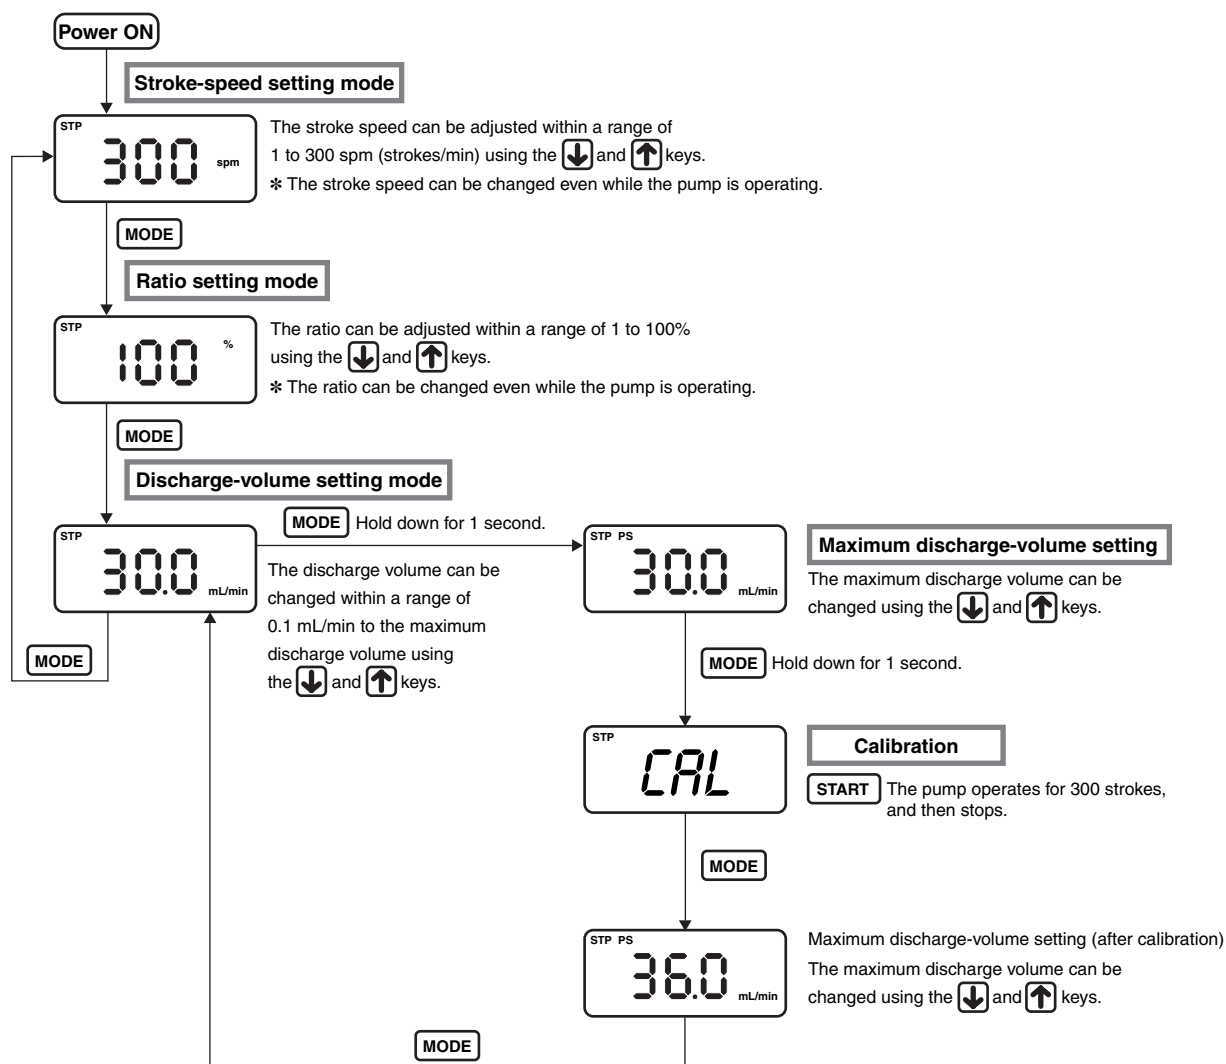 Power ON
Stroke-speed setting mode
STP
300 spm
The stroke speed can be adjusted within a range of
1 to 300 spm (strokes/min) using the ↓ and ↑ keys.
✻ The stroke speed can be changed even while the pump is operating.
MODE
Ratio setting mode
STP
100 %
The ratio can be adjusted within a range of 1 to 100%
using the ↓ and ↑ keys.
✻ The ratio can be changed even while the pump is operating.
MODE
Discharge-volume setting mode
STP
30.0 mL/min
MODE
MODE Hold down for 1 second.
The discharge volume can be
changed within a range of
0.1 mL/min to the maximum
discharge volume using
the ↓ and ↑ keys.
STP PS
30.0 mL/min
Maximum discharge-volume setting
The maximum discharge volume can be
changed using the ↓ and ↑ keys.
MODE Hold down for 1 second.
STP
CAL
Calibration
START The pump operates for 300 strokes,
and then stops.
MODE
STP PS
36.0 mL/min
Maximum discharge-volume setting (after calibration)
The maximum discharge volume can be
changed using the ↓ and ↑ keys.
MODE